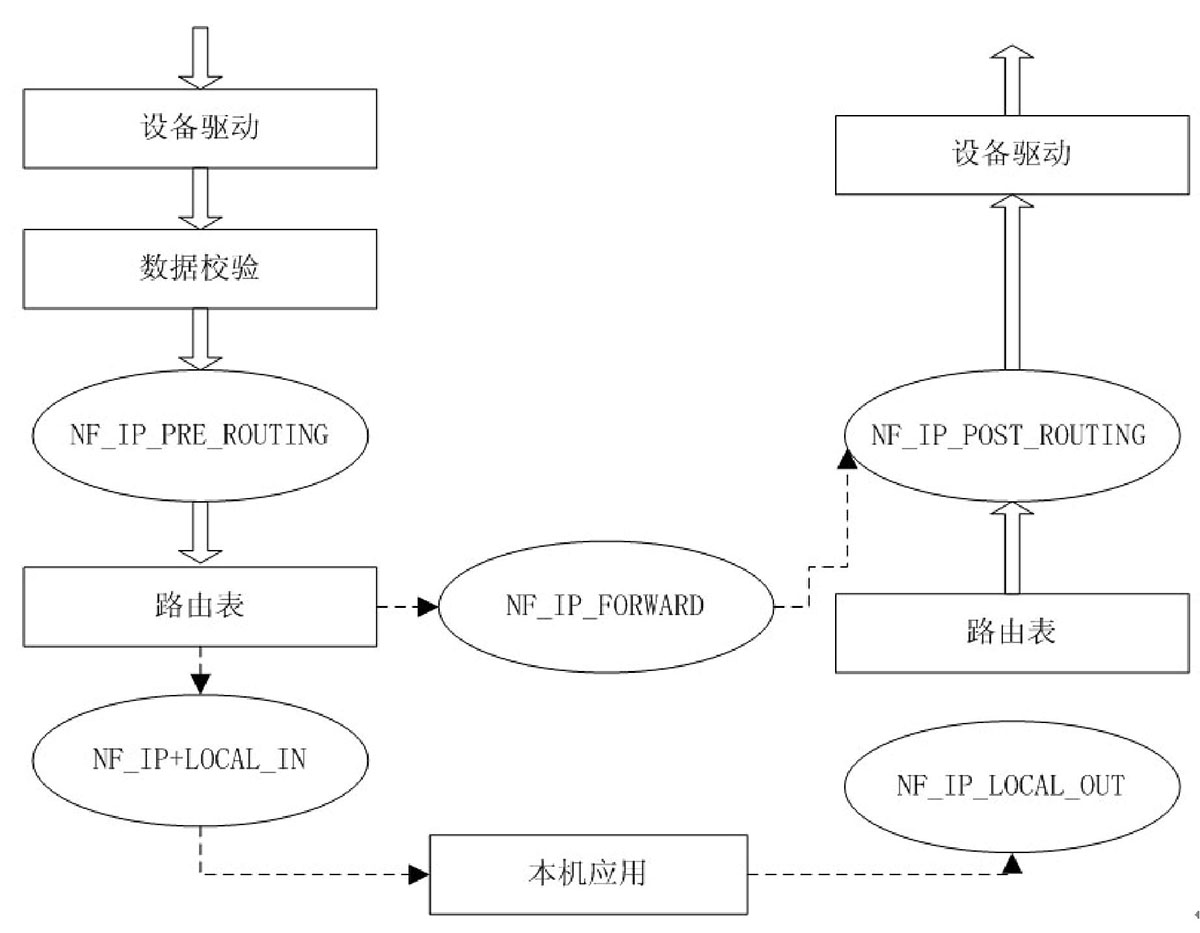 设备驱动
数据校验
NF_IP_PRE_ROUTING
路由表
NF_IP+LOCAL_IN
NF_IP_FORWARD
本机应用
设备驱动
NF_IP_POST_ROUTING
路由表
NF_IP_LOCAL_OUT